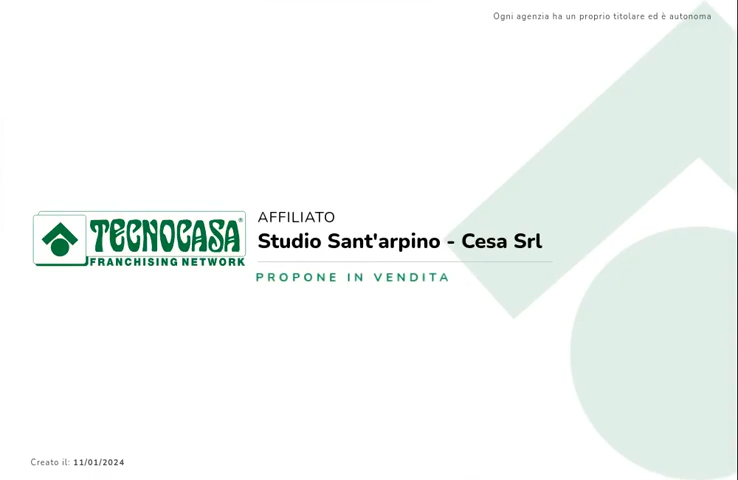 Ogni agenzia ha un proprio titolare ed è autonoma
TECNOCASA®
FRANCHISING NETWORK
AFFILIATO
Studio Sant'arpino - Cesa Srl
PROPONE IN VENDITA
Creato il: 11/01/2024